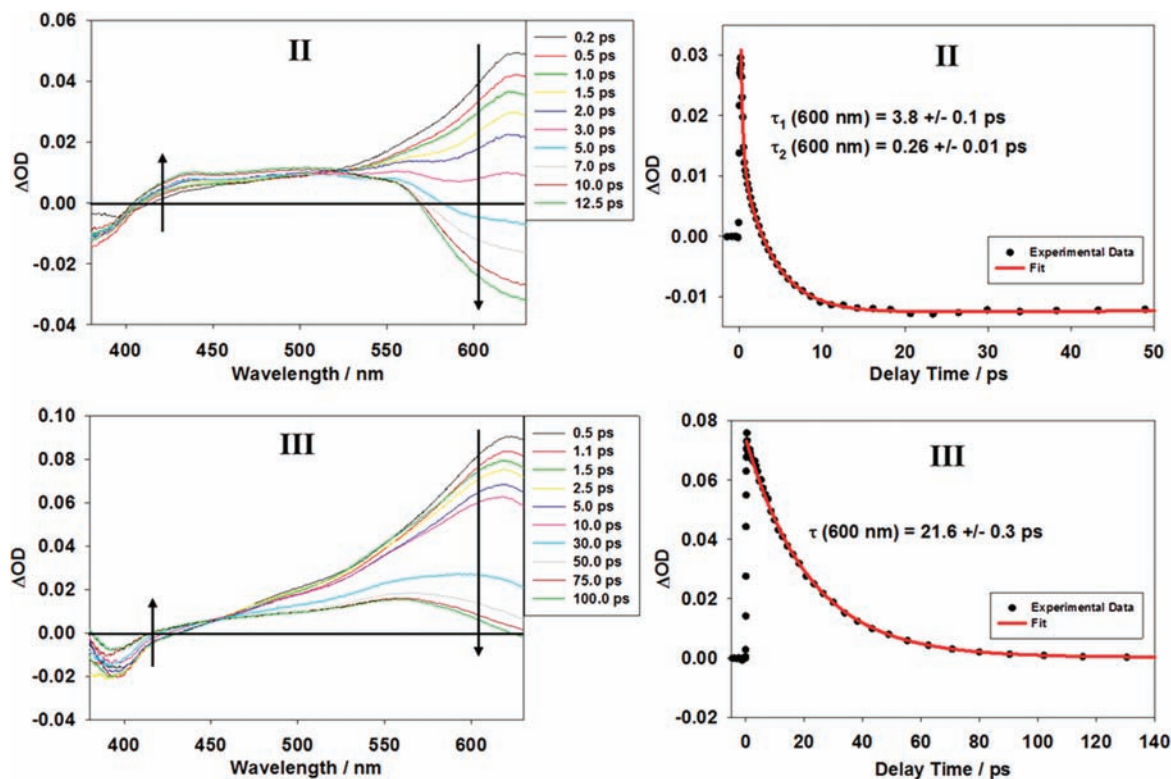 II
0.06
0.04
0.02
0.00
-0.02
-0.04
ΔOD
400 450 500 550 600
Wavelength / nm
0.2 ps
0.5 ps
1.0 ps
1.5 ps
2.0 ps
3.0 ps
5.0 ps
7.0 ps
10.0 ps
12.5 ps
II
0.03
0.02
0.01
0.00
-0.01
ΔOD
τ1 (600 nm) = 3.8 +/- 0.1 ps
τ2 (600 nm) = 0.26 +/- 0.01 ps
Experimental Data
Fit
0 10 20 30 40 50
Delay Time / ps
III
0.10
0.08
0.06
0.04
0.02
0.00
-0.02
-0.04
ΔOD
400 450 500 550 600
Wavelength / nm
0.5 ps
1.1 ps
1.5 ps
2.5 ps
5.0 ps
10.0 ps
30.0 ps
50.0 ps
75.0 ps
100.0 ps
III
0.08
0.06
0.04
0.02
0.00
-0.02
ΔOD
τ (600 nm) = 21.6 +/- 0.3 ps
Experimental Data
Fit
0 20 40 60 80 100 120 140
Delay Time / ps